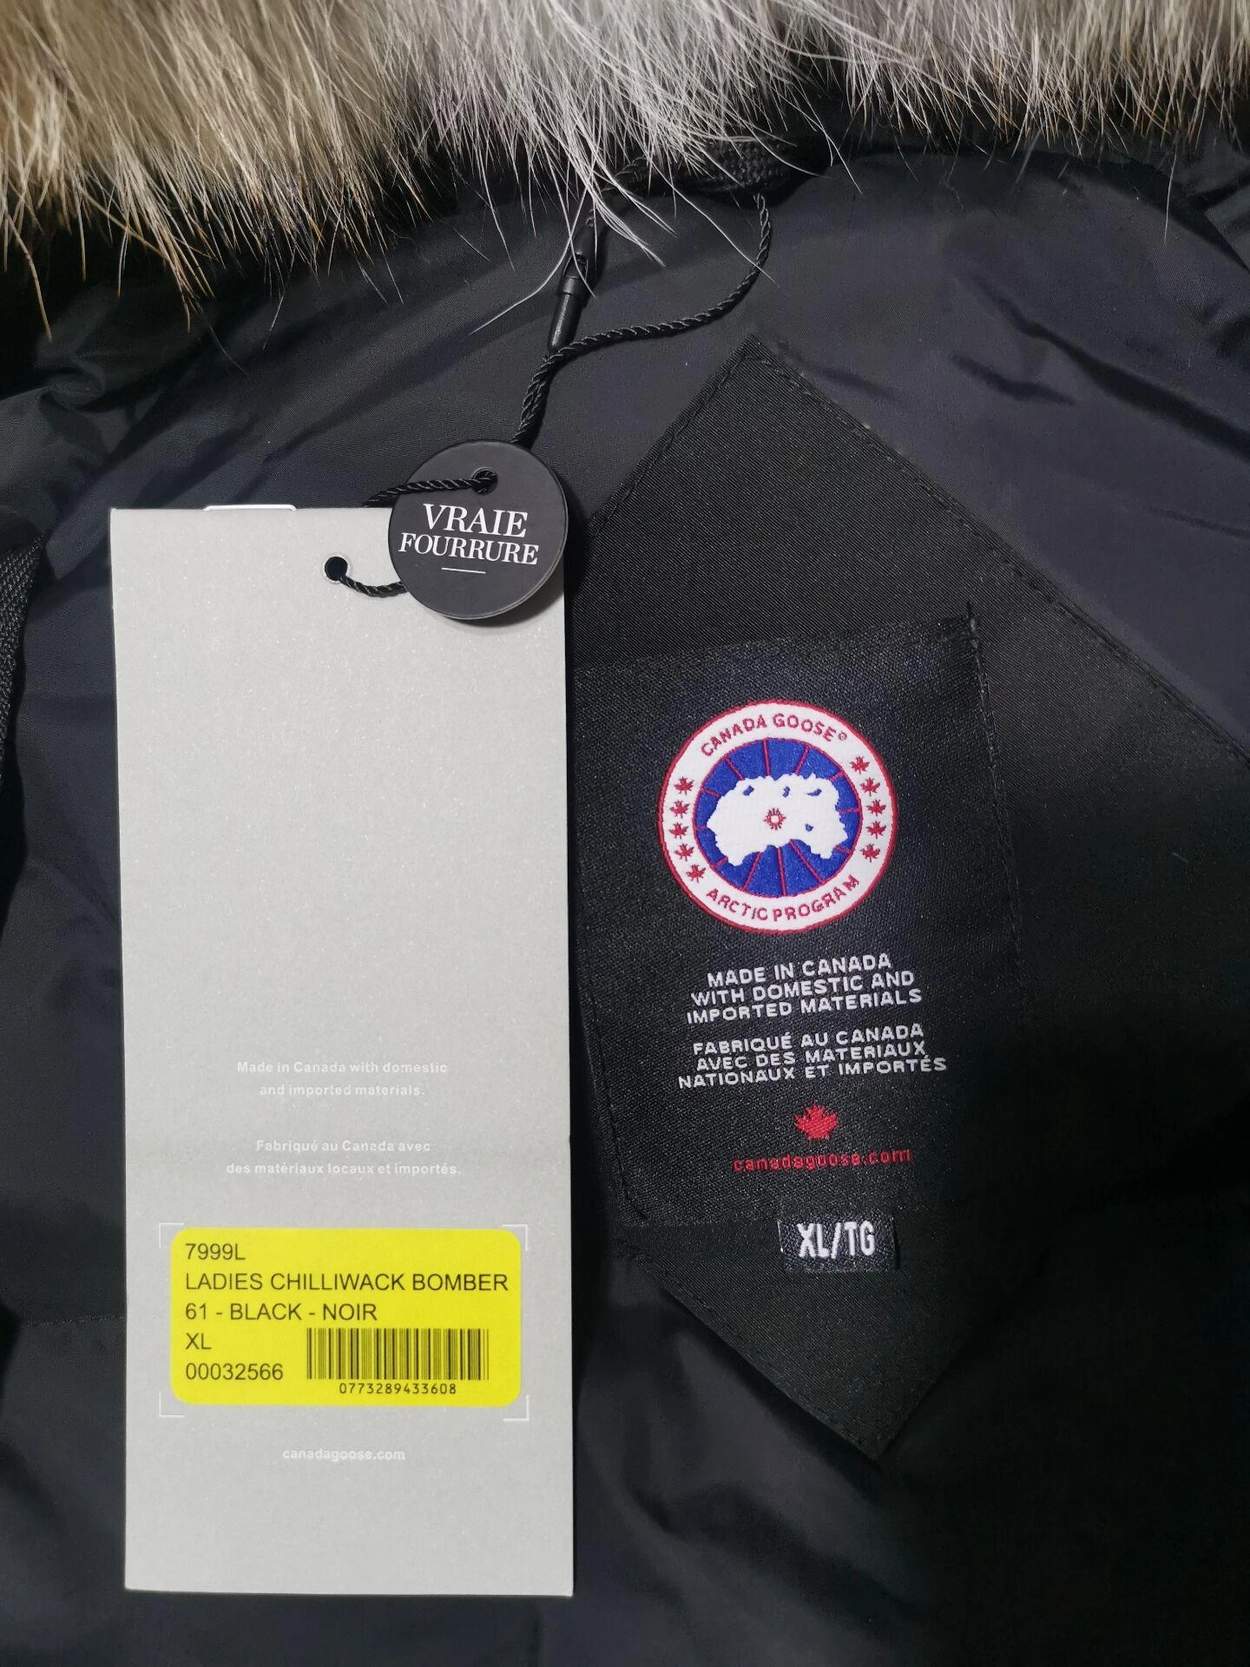 VRAIE
FOURRURE
Made in Canada with domestic
and imported materials.
Fabriqué au Canada avec
des matériaux locaux et importés.
7999L
LADIES CHILLIWACK BOMBER
61 - BLACK - NOIR
XL
00032566
0773289433608
canadagoose.com
CANADA GOOSE®
ARCTIC PROGRAM
MADE IN CANADA
WITH DOMESTIC AND
IMPORTED MATERIALS
FABRIQUÉ AU CANADA
AVEC DES MATERIAUX
NATIONAUX ET IMPORTÉS
canadagoose.com
XL/TG